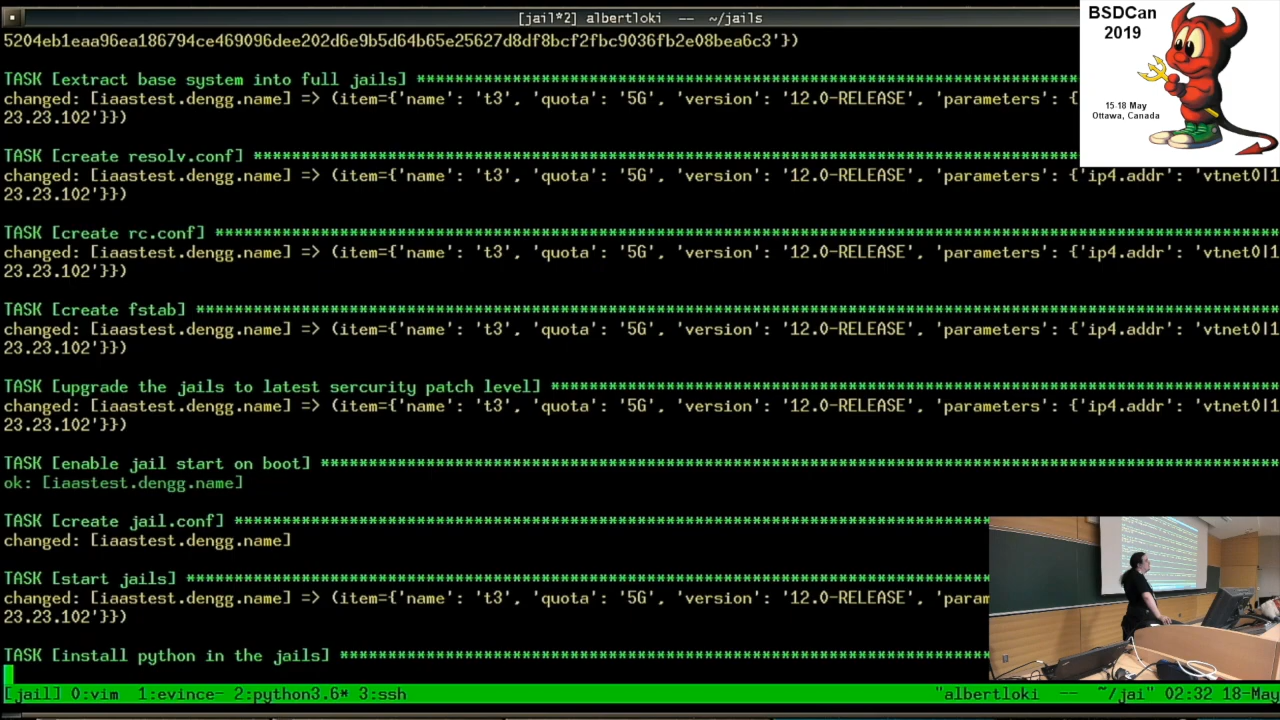 [jail*2] albertloki -- ~/jails
BSDCan
2019
15-18 May
Ottawa, Canada
5204eb1eaa96ea186794ce469096dee202d6e9b5d64b65e25627d8df8bcf2fbc9036fb2e08bea6c3'})
TASK [extract base system into full jails] *********************************************************************
changed: [iaastest.dengg.name] => (item={'name': 't3', 'quota': '5G', 'version': '12.0-RELEASE', 'parameters': {
23.23.102'}})
TASK [create resolv.conf] **************************************************************************************
changed: [iaastest.dengg.name] => (item={'name': 't3', 'quota': '5G', 'version': '12.0-RELEASE', 'parameters': {'ip4.addr': 'vtnet0|1
23.23.102'}})
TASK [create rc.conf] ***************************************************************************************************************
changed: [iaastest.dengg.name] => (item={'name': 't3', 'quota': '5G', 'version': '12.0-RELEASE', 'parameters': {'ip4.addr': 'vtnet0|1
23.23.102'}})
TASK [create fstab] *****************************************************************************************************************
changed: [iaastest.dengg.name] => (item={'name': 't3', 'quota': '5G', 'version': '12.0-RELEASE', 'parameters': {'ip4.addr': 'vtnet0|1
23.23.102'}})
TASK [upgrade the jails to latest sercurity patch level] ****************************************************************************
changed: [iaastest.dengg.name] => (item={'name': 't3', 'quota': '5G', 'version': '12.0-RELEASE', 'parameters': {'ip4.addr': 'vtnet0|1
23.23.102'}})
TASK [enable jail start on boot] ****************************************************************************************************
ok: [iaastest.dengg.name]
TASK [create jail.conf] *******************************************************************************
changed: [iaastest.dengg.name]
TASK [start jails] ************************************************************************************
changed: [iaastest.dengg.name] => (item={'name': 't3', 'quota': '5G', 'version': '12.0-RELEASE', 'param
23.23.102'}})
TASK [install python in the jails] ********************************************************************
[jail] 0:vim  1:evince- 2:python3.6* 3:ssh
"albertloki -- ~/jai" 02:32 18-May